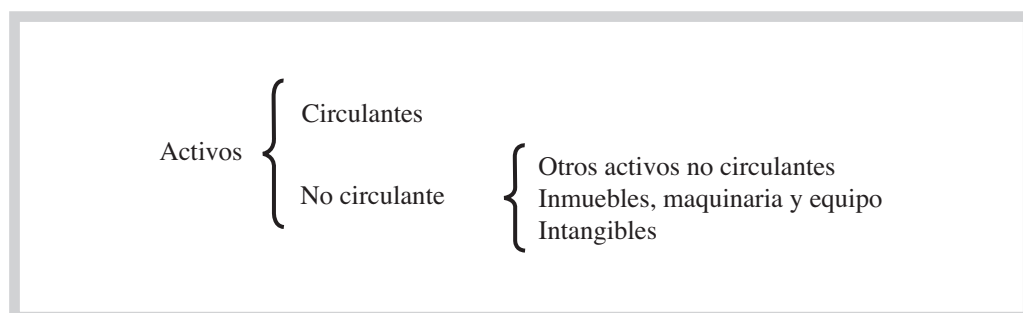 Circulantes
Activos
No circulante
Otros activos no circulantes
Inmuebles, maquinaria y equipo
Intangibles